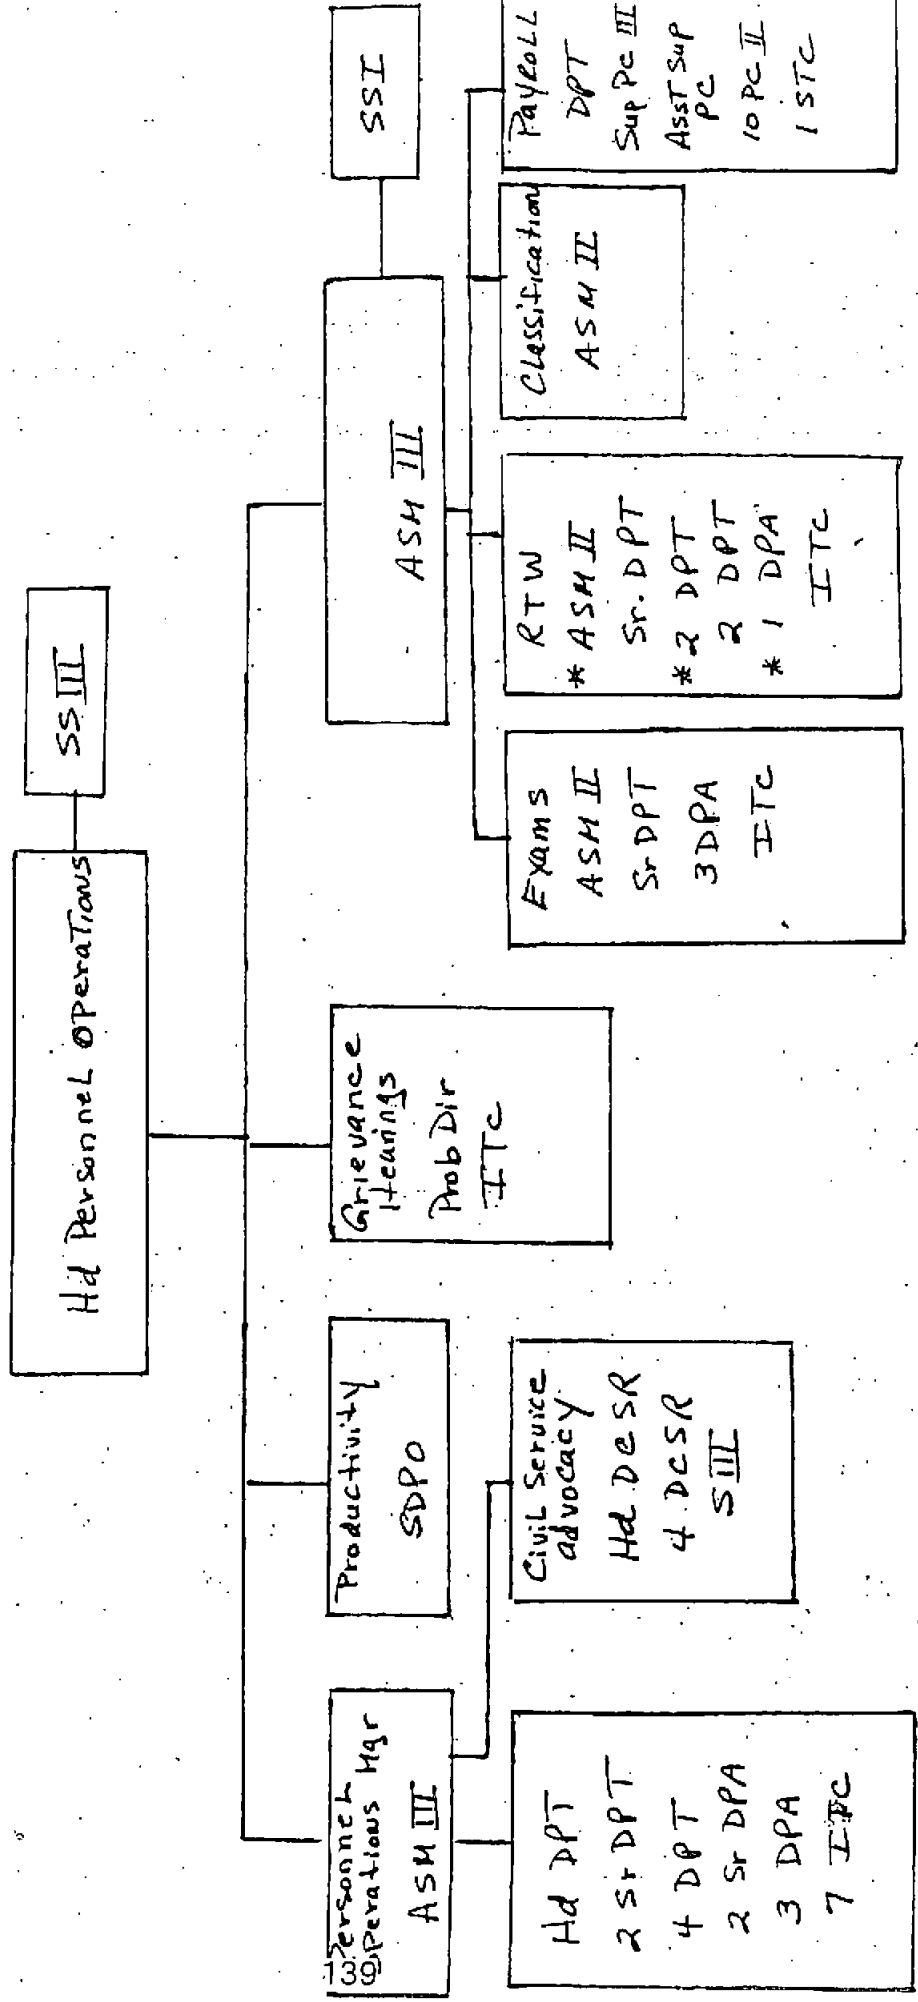 Hd Personnel Operations
SS III
Personnel
Operations Mgr
ASM III
Productivity
SDPO
Grievance
Hearings
Prob Dir
ITC
ASM III
SSI
Hd DPT
2 Sr DPT
4 DPT
2 Sr DPA
3 DPA
7 ITC
Civil Service
advocacy
Hd DCSR
4 DCSR
S III
Exams
ASM II
Sr DPT
3 DPA
ITC
RTW
* ASM II
Sr. DPT
* 2 DPT
2 DPT
* 1 DPA
ITC
Classification
ASM II
Payroll
DPT
Sup PC III
Asst Sup
PC
10 PC II
1 STC
139